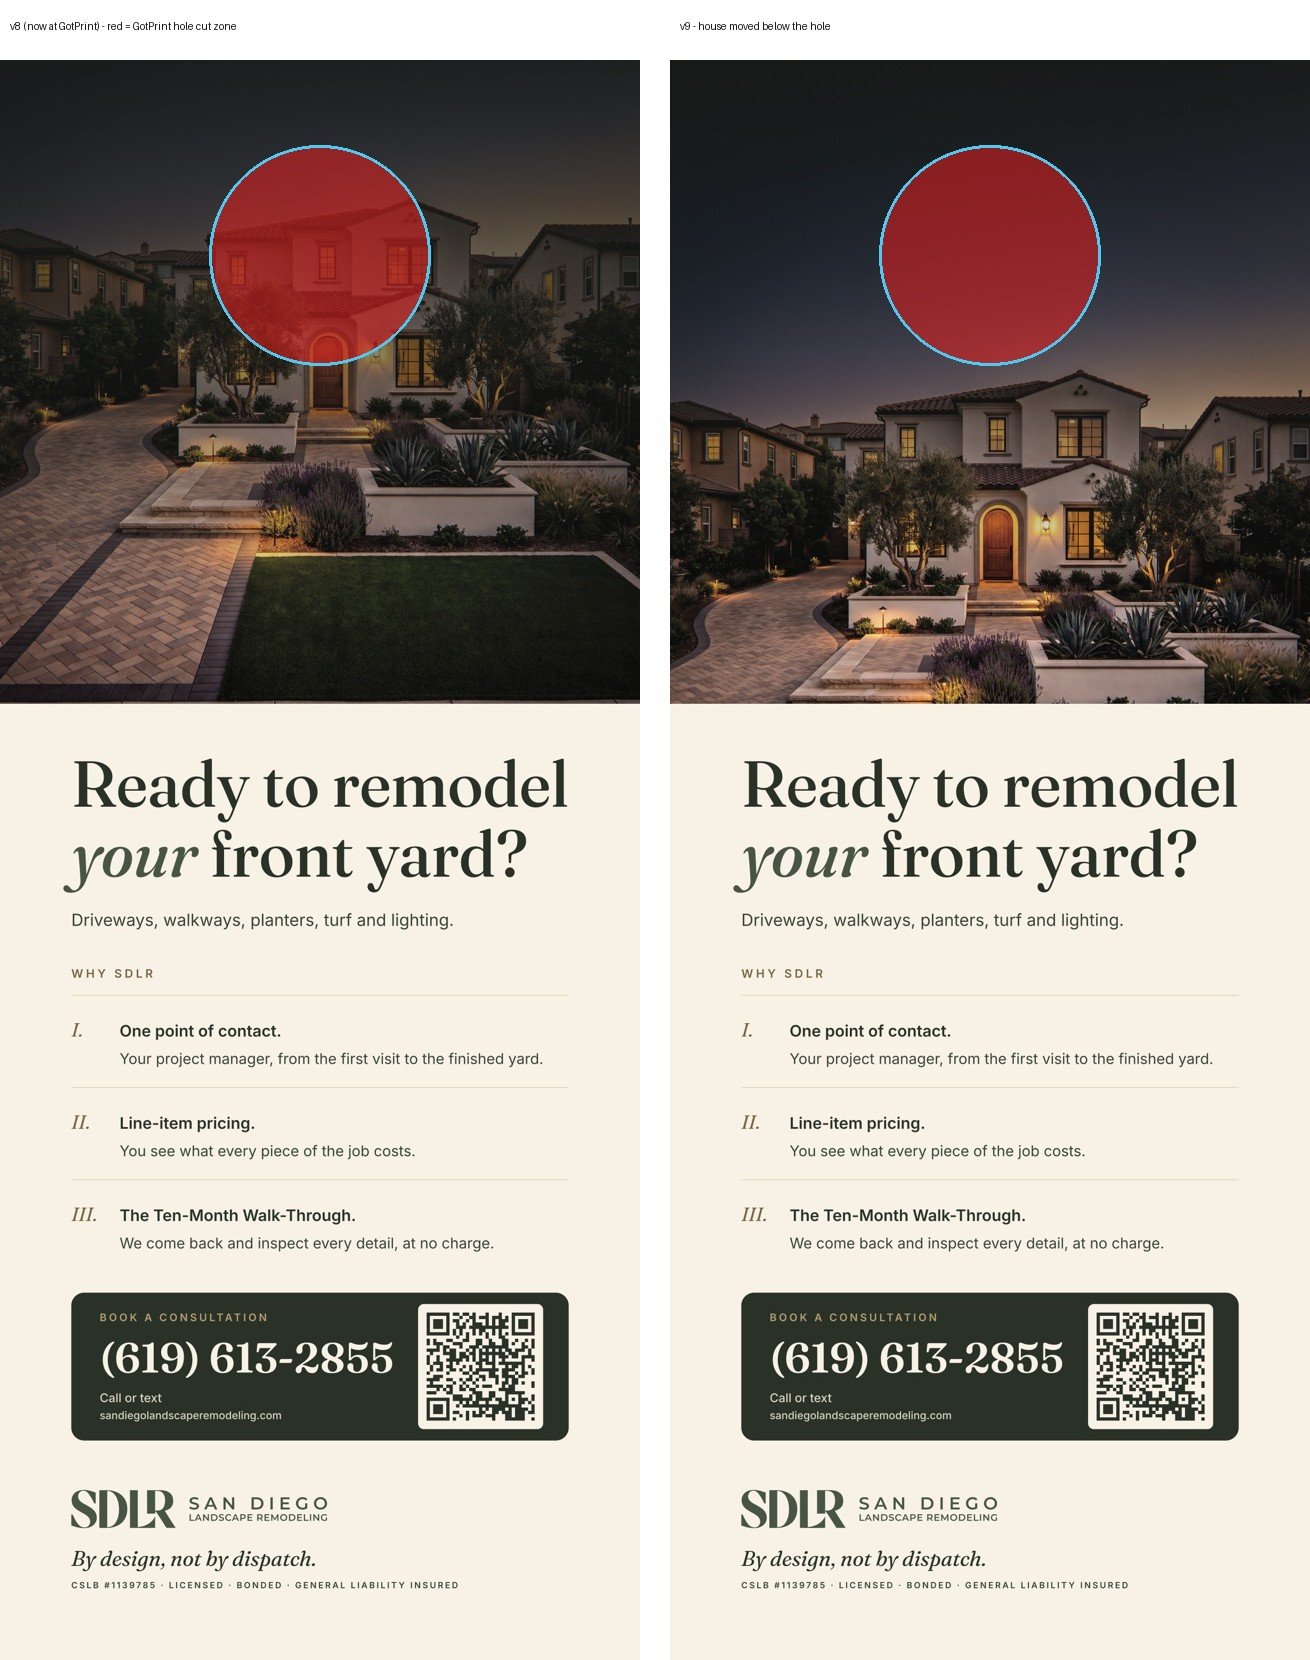 v8 (now at GotPrint) - red = GotPrint hole cut zone
v9 - house moved below the hole
Ready to remodel
your front yard?
Driveways, walkways, planters, turf and lighting.
WHY SDLR
I. One point of contact.
Your project manager, from the first visit to the finished yard.
II. Line-item pricing.
You see what every piece of the job costs.
III. The Ten-Month Walk-Through.
We come back and inspect every detail, at no charge.
BOOK A CONSULTATION
(619) 613-2855
Call or text
sandiegolandscaperemodeling.com
SDLR SAN DIEGO
LANDSCAPE REMODELING
By design, not by dispatch.
CSLB #1139785 · LICENSED · BONDED · GENERAL LIABILITY INSURED
Ready to remodel
your front yard?
Driveways, walkways, planters, turf and lighting.
WHY SDLR
I. One point of contact.
Your project manager, from the first visit to the finished yard.
II. Line-item pricing.
You see what every piece of the job costs.
III. The Ten-Month Walk-Through.
We come back and inspect every detail, at no charge.
BOOK A CONSULTATION
(619) 613-2855
Call or text
sandiegolandscaperemodeling.com
SDLR SAN DIEGO
LANDSCAPE REMODELING
By design, not by dispatch.
CSLB #1139785 · LICENSED · BONDED · GENERAL LIABILITY INSURED